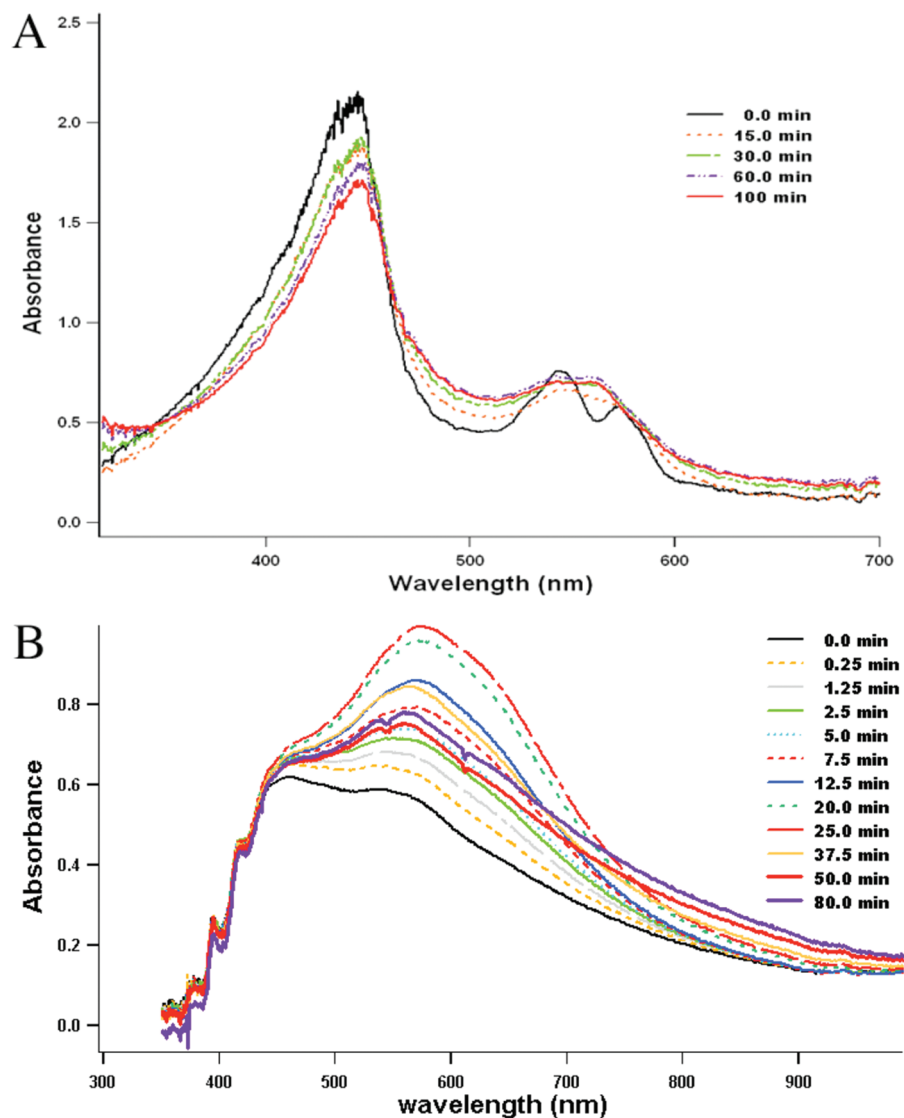 A
2.5
2.0
1.5
1.0
0.5
0.0
Absorbance
0.0 min
15.0 min
30.0 min
60.0 min
100 min
400
500
600
700
Wavelength (nm)
B
0.8
0.6
0.4
0.2
0.0
Absorbance
0.0 min
0.25 min
1.25 min
2.5 min
5.0 min
7.5 min
12.5 min
20.0 min
25.0 min
37.5 min
50.0 min
80.0 min
300
400
500
600
700
800
900
wavelength (nm)